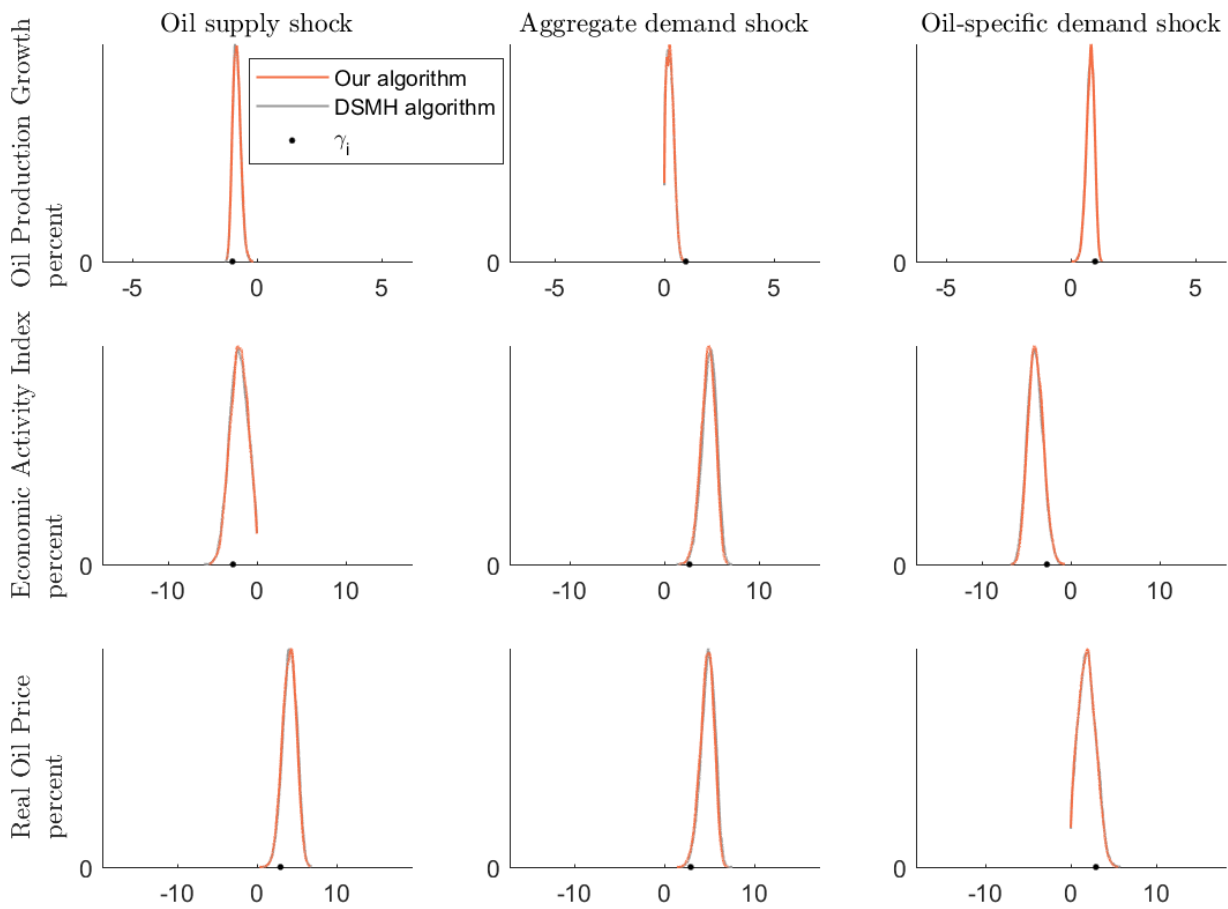 Oil supply shock
Aggregate demand shock
Oil-specific demand shock
Oil Production Growth
percent
Our algorithm
DSMH algorithm
γi
0
-5 0 5
0
-5 0 5
0
-5 0 5
Economic Activity Index
percent
0
-10 0 10
0
-10 0 10
0
-10 0 10
Real Oil Price
percent
0
-10 0 10
0
-10 0 10
0
-10 0 10